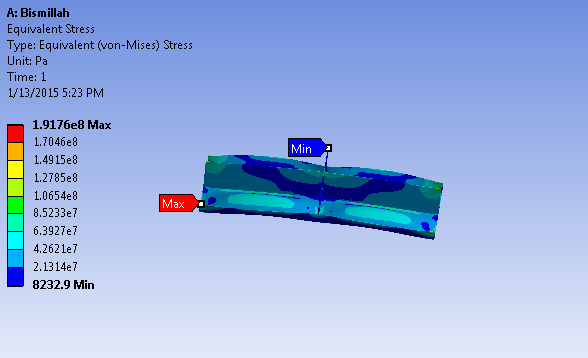 A: Bismillah
Equivalent Stress
Type: Equivalent (von-Mises) Stress
Unit: Pa
Time: 1
1/13/2015 5:23 PM
1.9176e8 Max
1.7046e8
1.4915e8
1.2785e8
1.0654e8
8.5233e7
6.3927e7
4.2621e7
2.1314e7
8232.9 Min
Min
Max